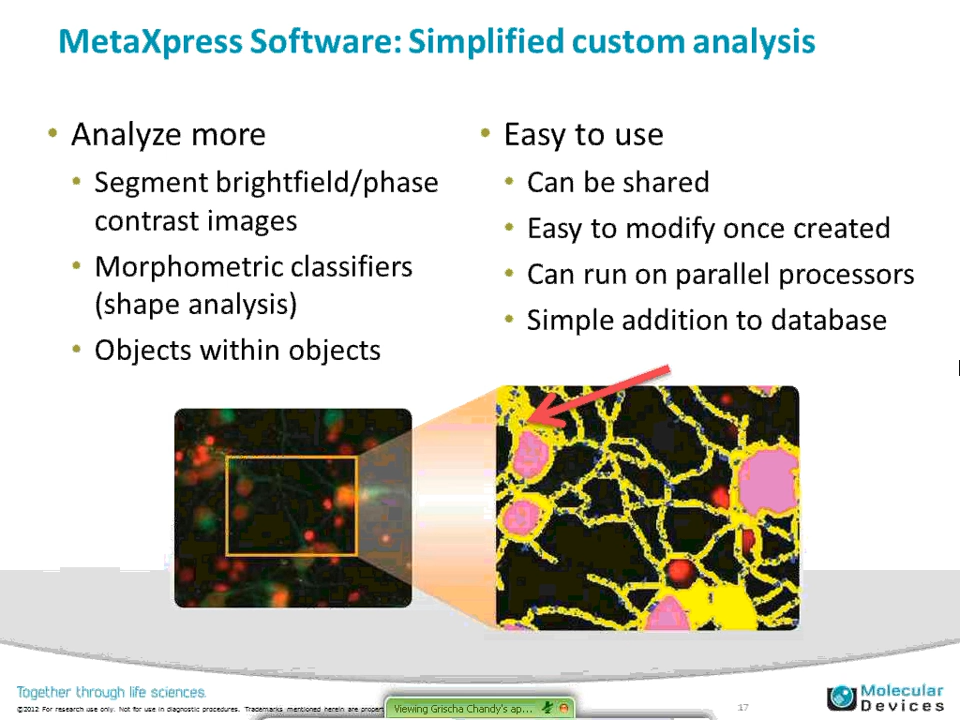 MetaXpress Software: Simplified custom analysis
• Analyze more
• Segment brightfield/phase
contrast images
• Morphometric classifiers
(shape analysis)
• Objects within objects
• Easy to use
• Can be shared
• Easy to modify once created
• Can run on parallel processors
• Simple addition to database
Together through life sciences.
©2012 For research use only. Not for use in diagnostic procedures. Trademarks mentioned herein are proper
Viewing Grischa Chandy's ap...
17
Molecular
Devices